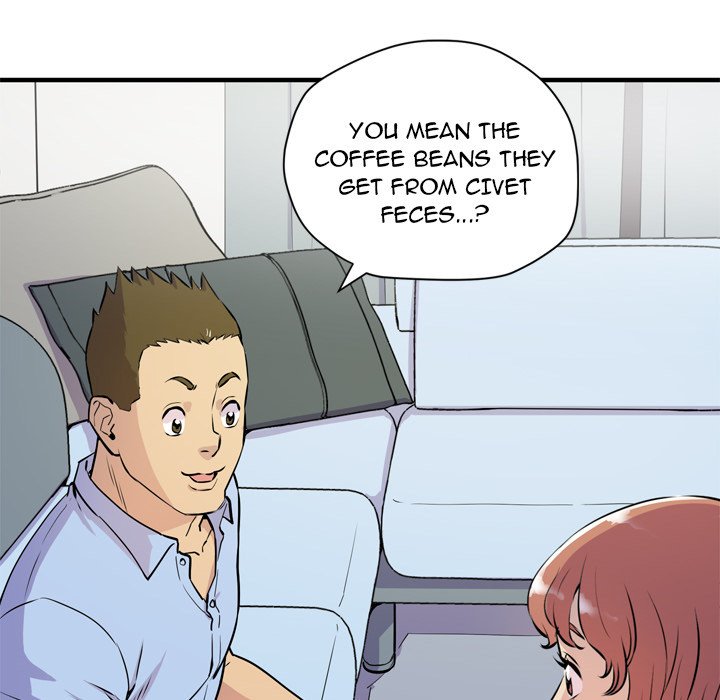 YOU MEAN THE
COFFEE BEANS THEY
GET FROM CIVET
FECES...?